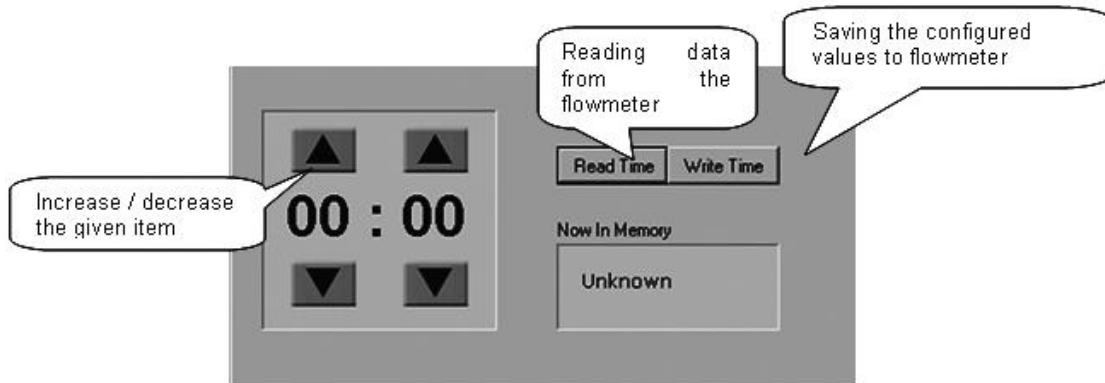 Saving the configured
values to flowmeter
Reading data
from the
flowmeter
Read Time
Write Time
Increase / decrease
the given item
00 : 00
Now In Memory
Unknown